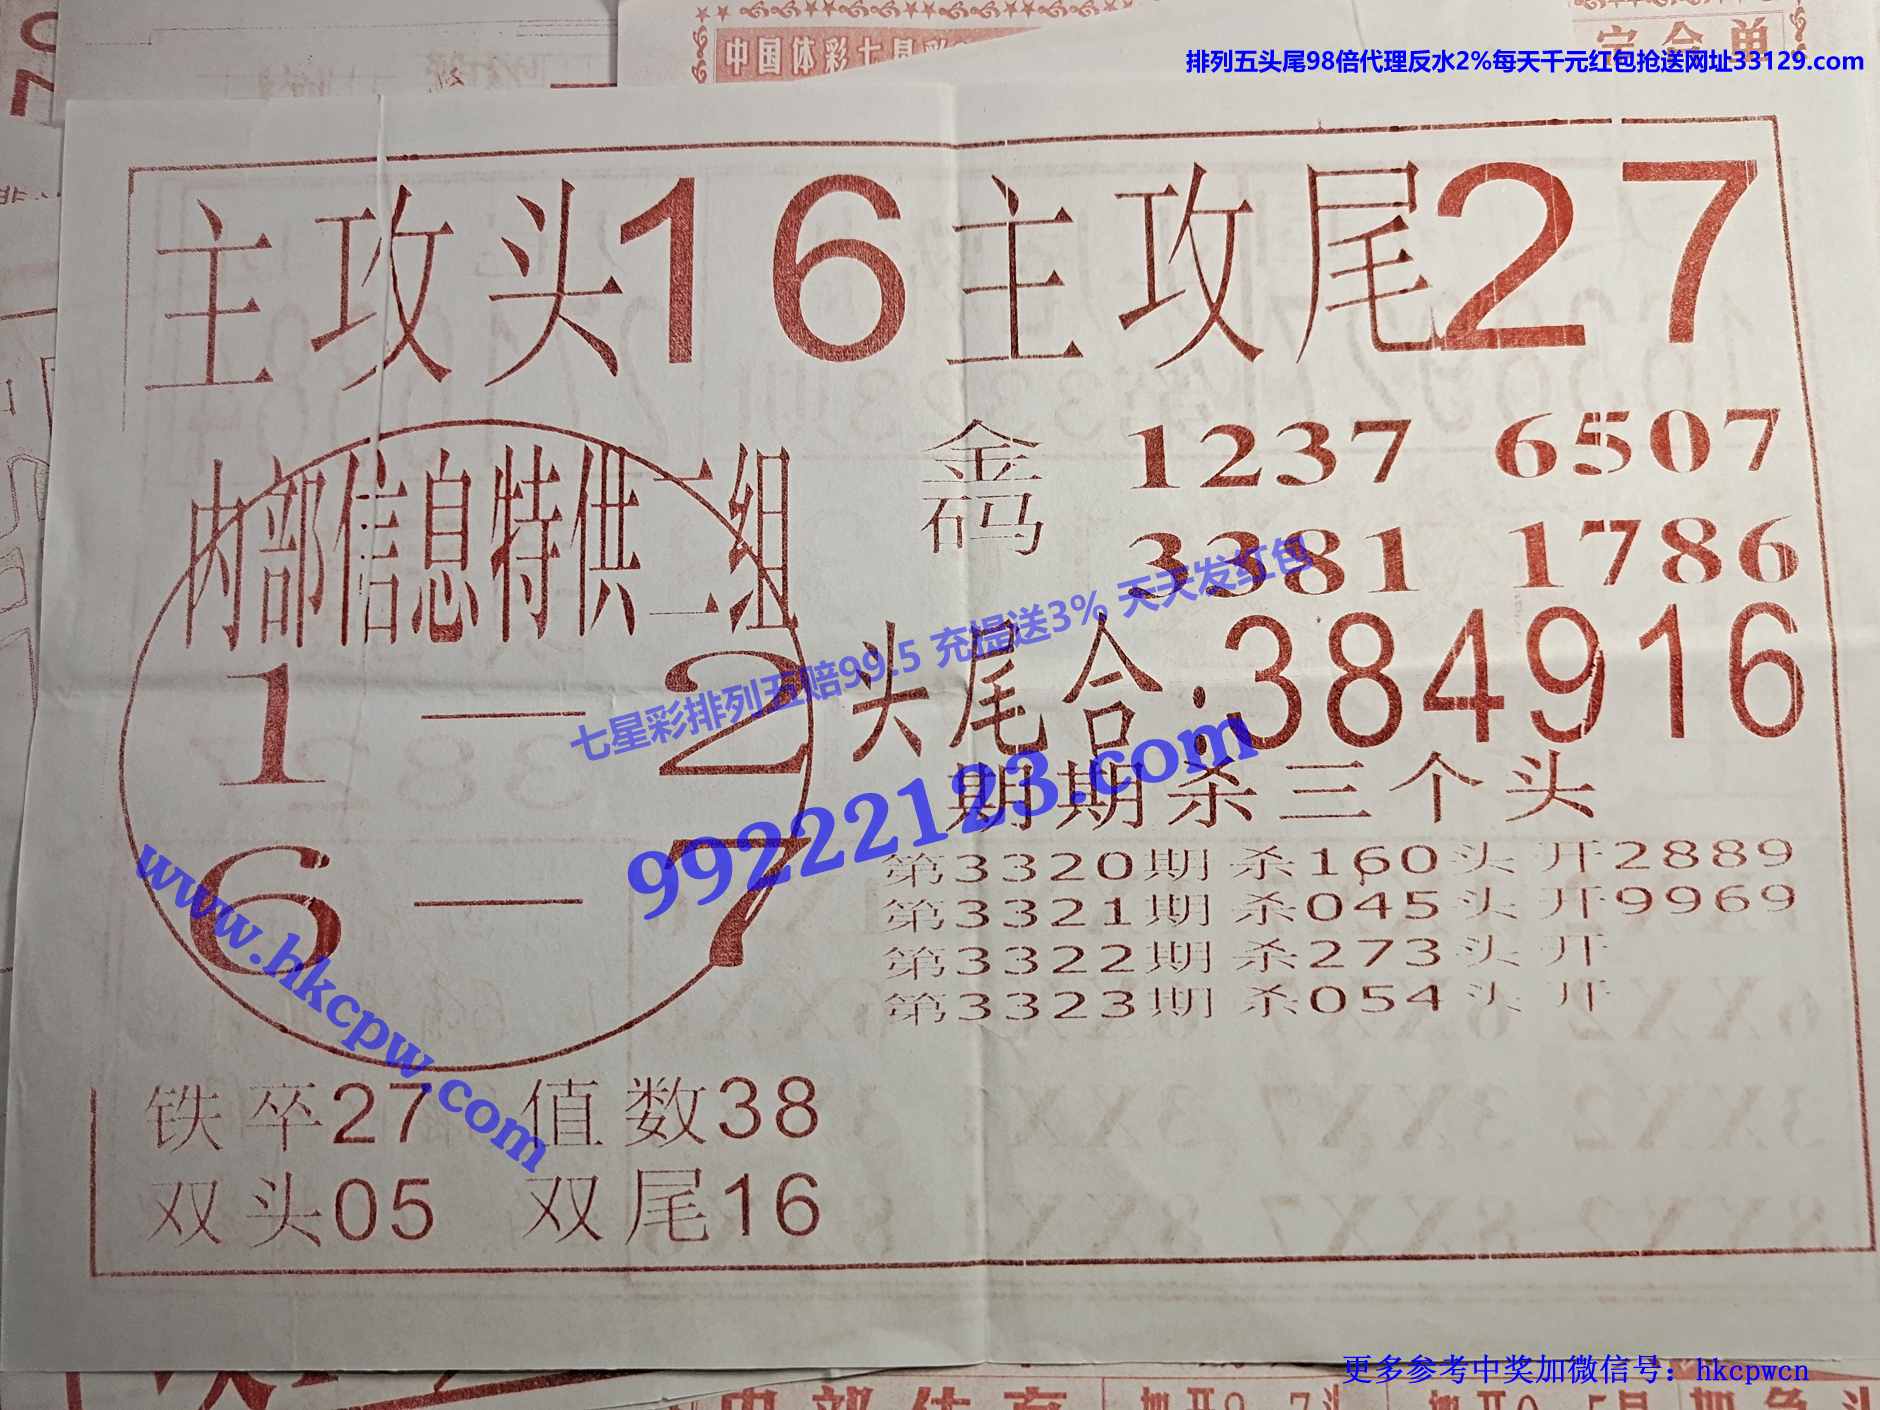 中国体彩七星彩
排列五头尾98倍代理反水2%每天千元红包抢送网址33129.com
主攻头16 主攻尾27
内部信息特供二组
1 — 2
6 — 7
金码 1237 6507
3381 1786
头尾合:384916
期期杀三个头
第3320期 杀160头 开2889
第3321期 杀045头 开9969
第3322期 杀273头 开
第3323期 杀054头 开
七星彩排列五赔99.5 充提送3% 天天发红包
99222123.com
www.hkcpw.com
铁卒27 值数38
双头05 双尾16
更多参考中奖加微信号：hkcpwcn